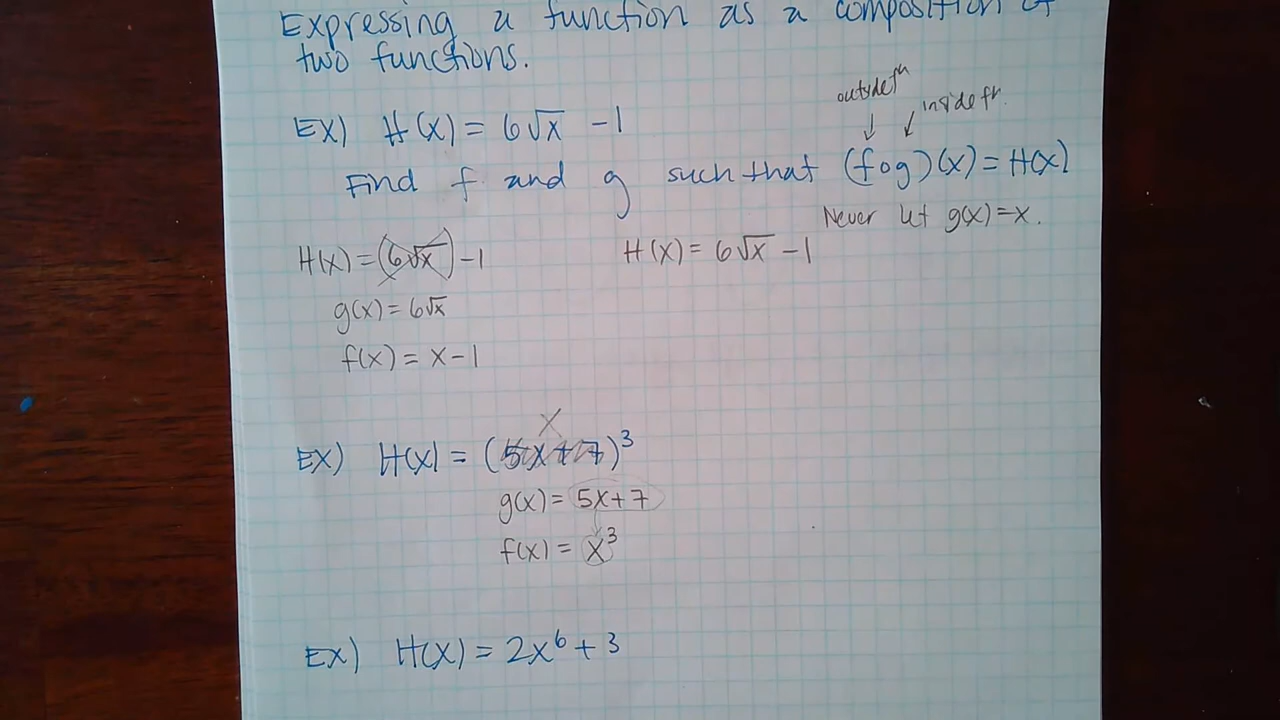 Expressing a function as a composition of
two functions.
outside fn
inside fn.
EX) H(x) = 6√x - 1
Find f and g such that (f∘g)(x) = H(x)
Never let g(x)=x.
H(x) = (6√x) - 1
H(x) = 6√x - 1
g(x) = 6√x
f(x) = x - 1
x
EX) H(x) = (5x+7)³
g(x) = 5x+7
f(x) = x³
EX) H(x) = 2x⁶ + 3